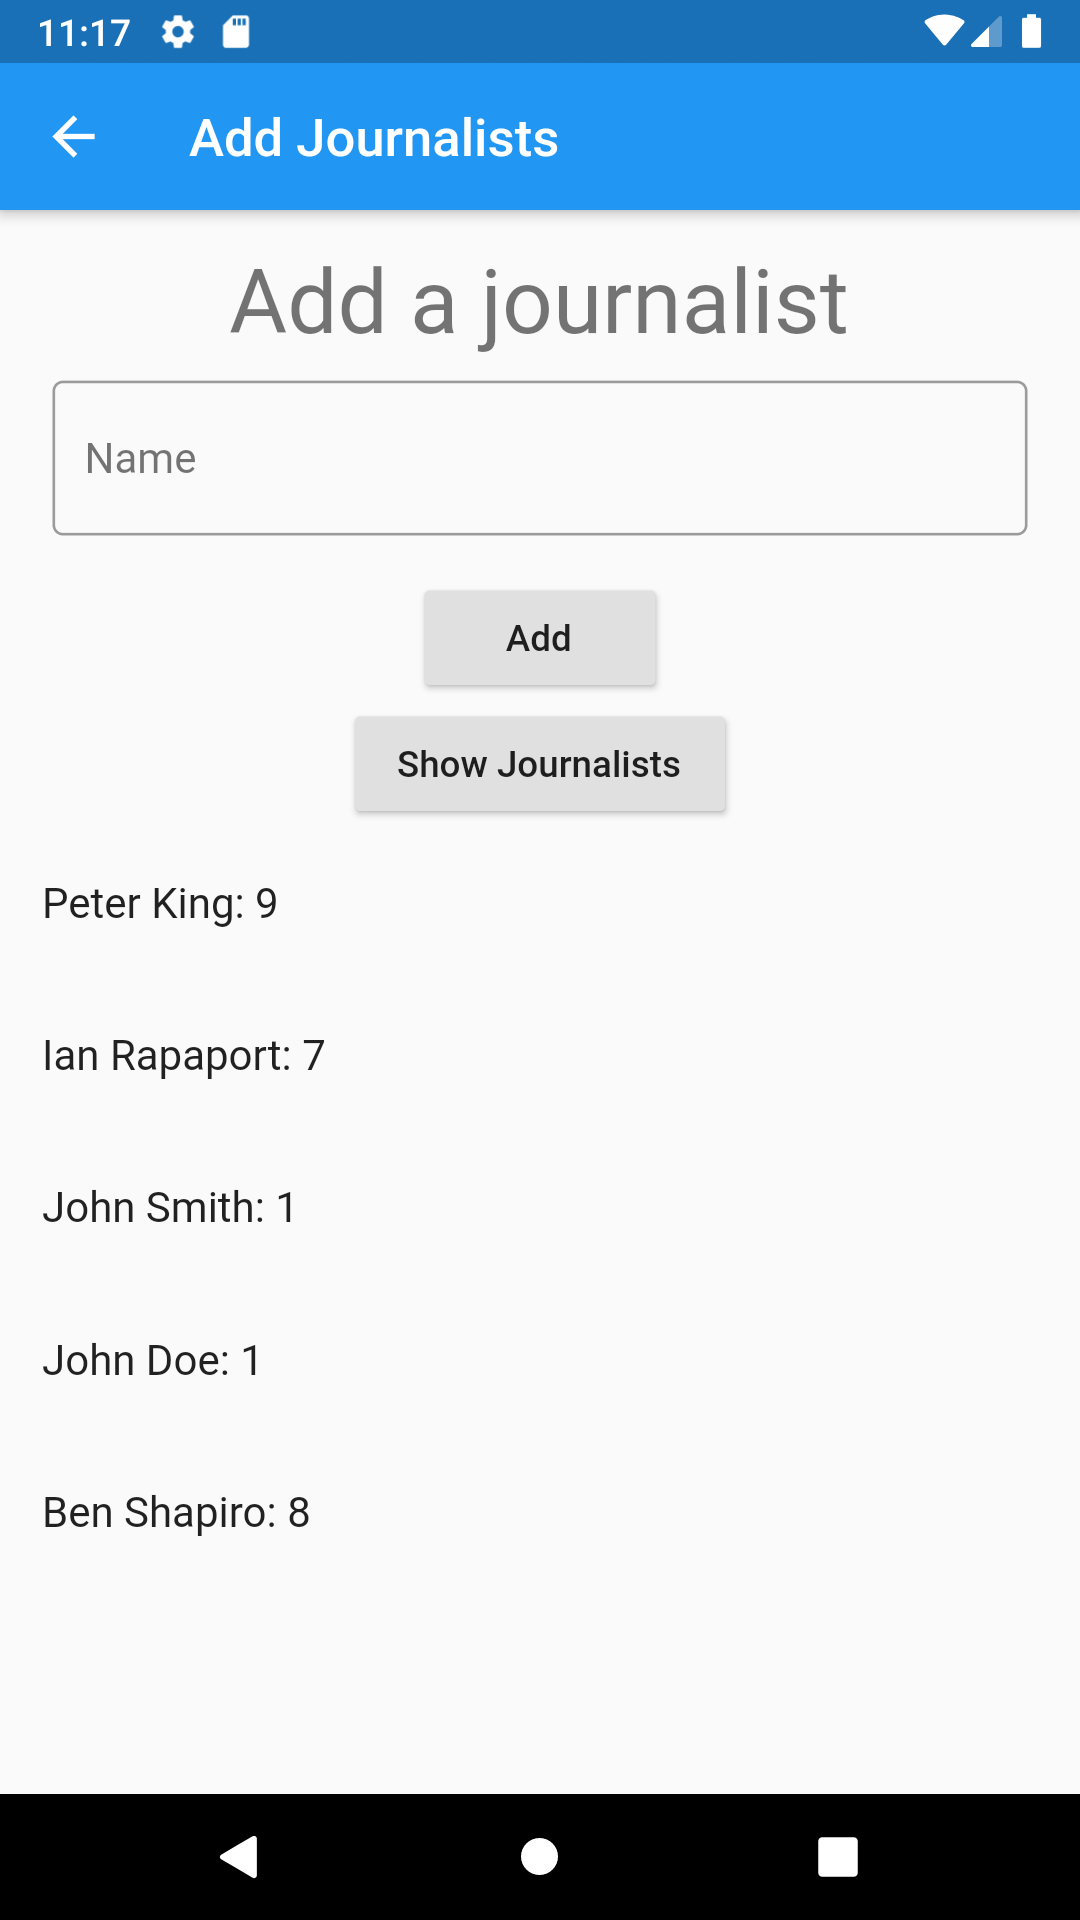 11:17
Add Journalists
Add a journalist
Name
Add
Show Journalists
Peter King: 9
Ian Rapaport: 7
John Smith: 1
John Doe: 1
Ben Shapiro: 8